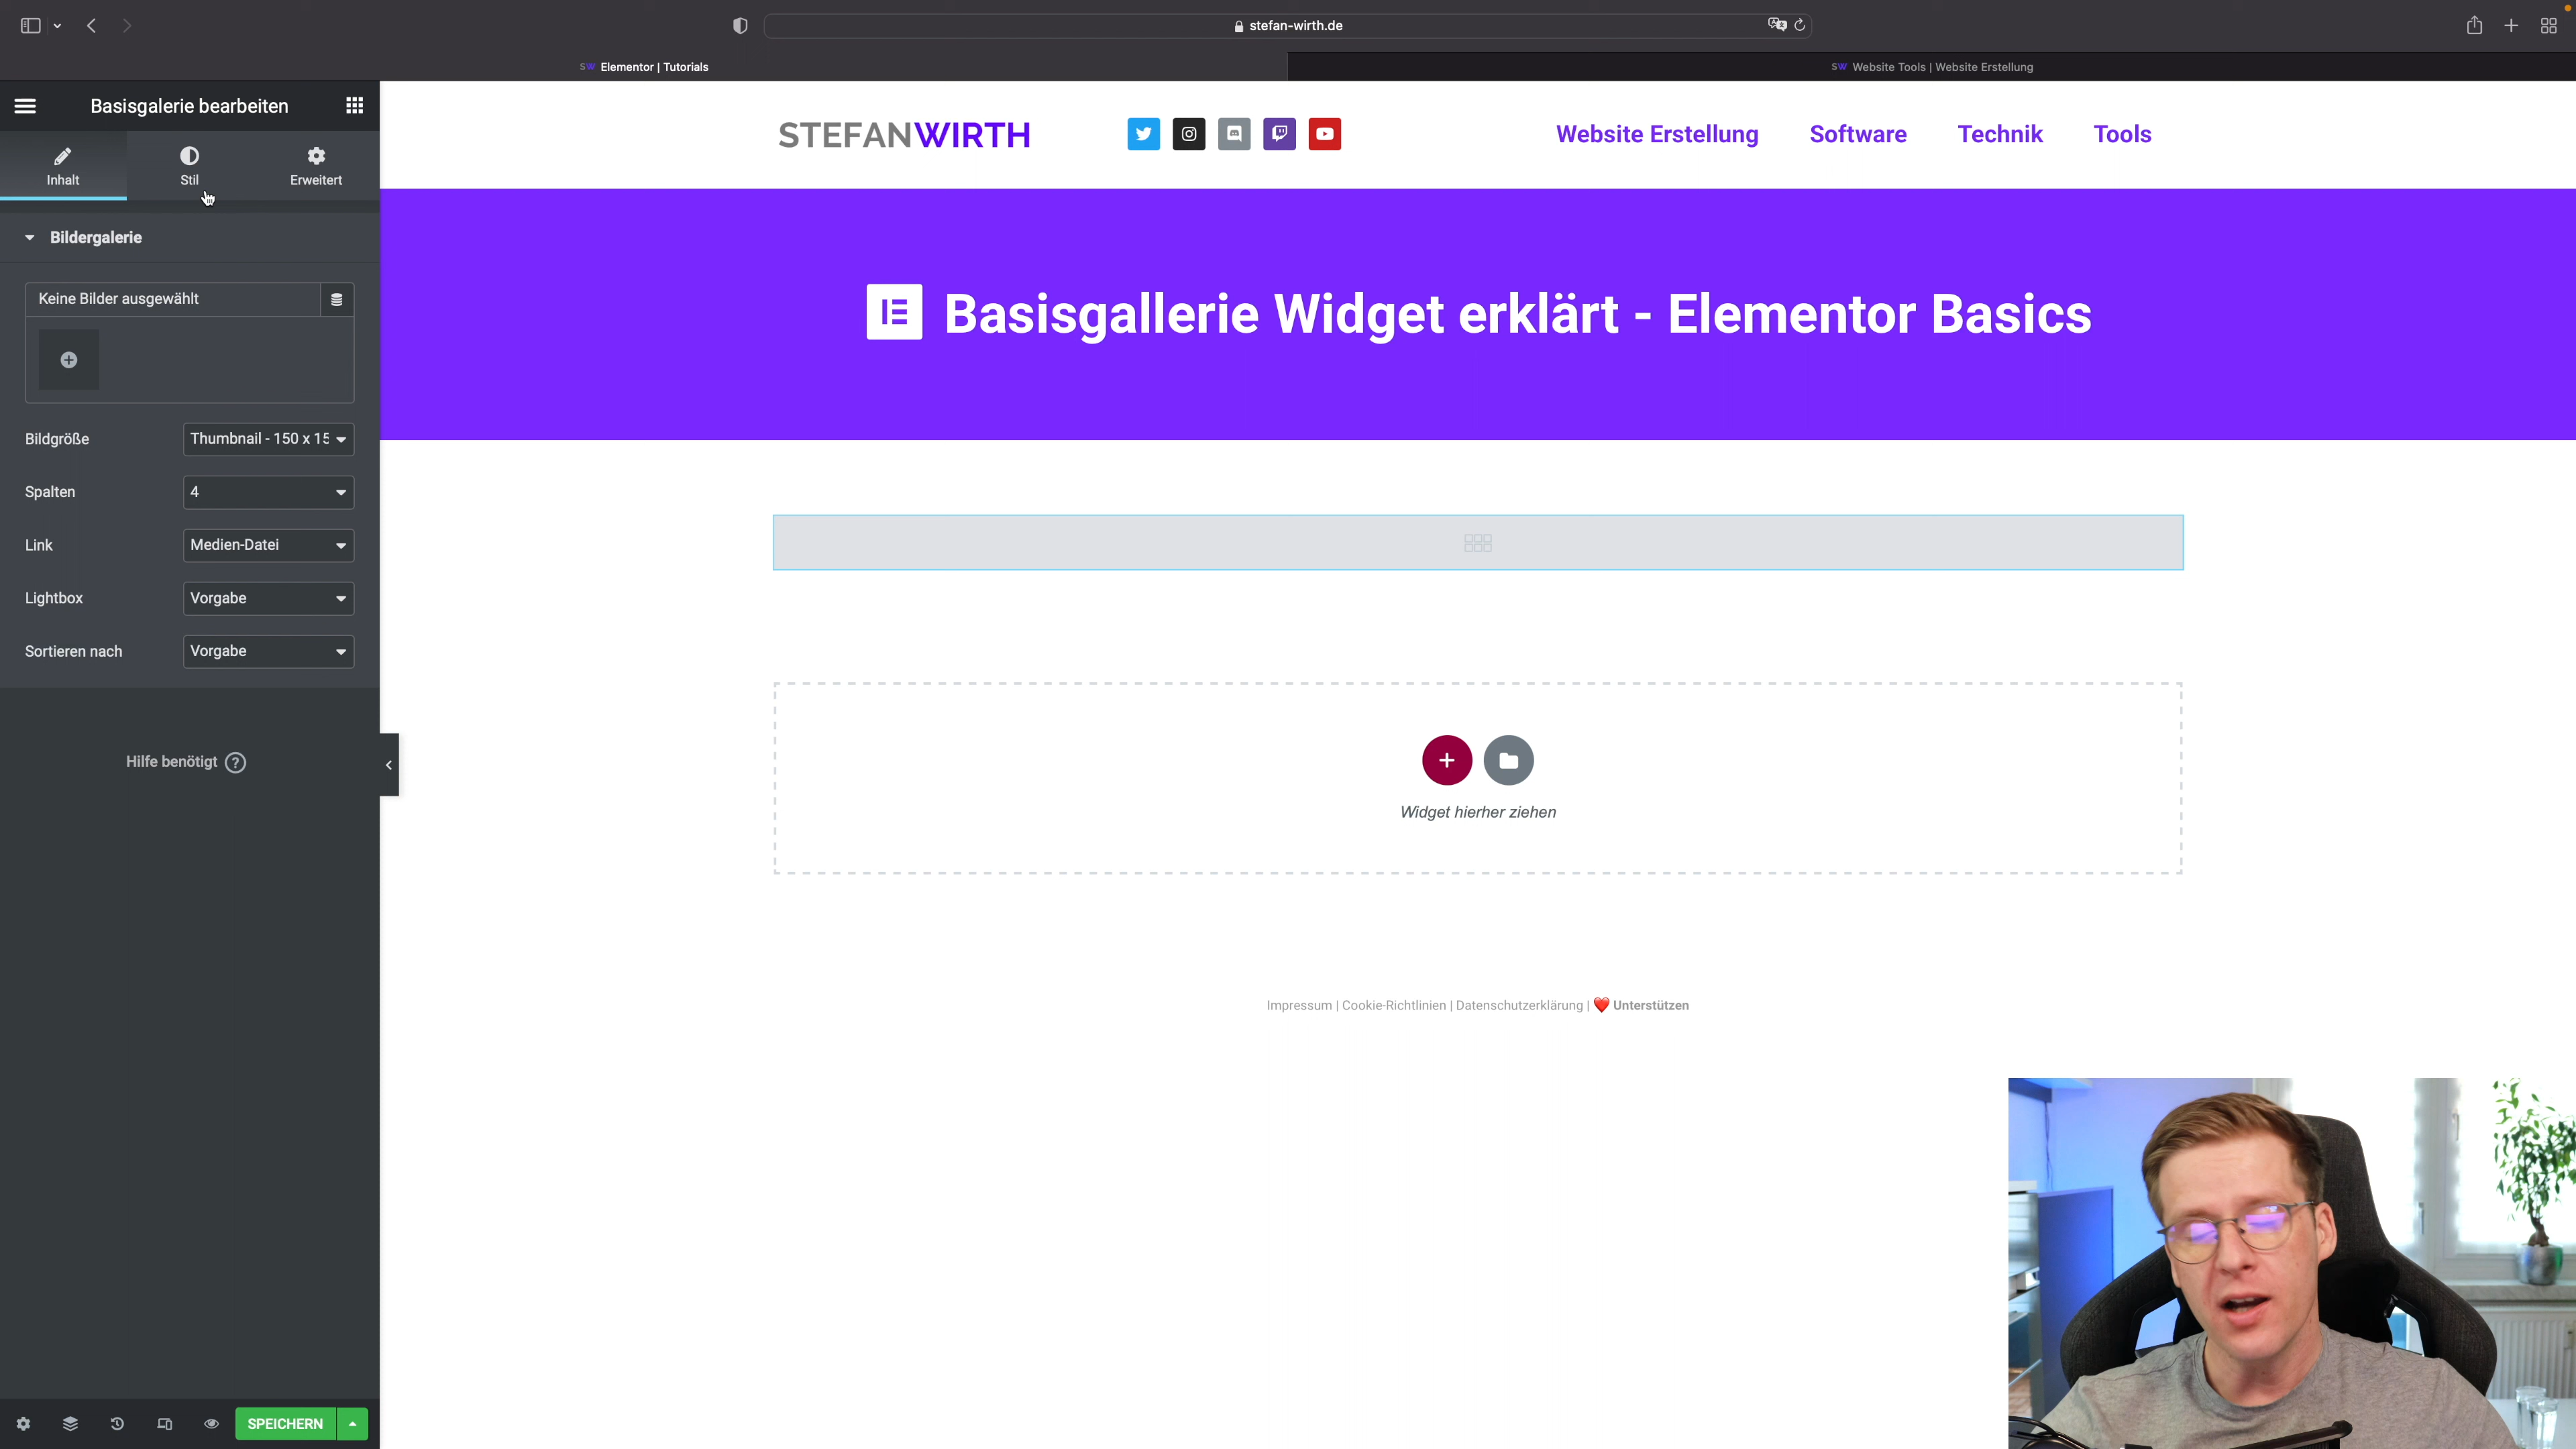 stefan-wirth.de
SW Elementor | Tutorials
SW Website Tools | Website Erstellung
Basisgalerie bearbeiten
Inhalt
Stil
Erweitert
Bildergalerie
Keine Bilder ausgewählt
Bildgröße
Thumbnail - 150 x 15
Spalten
4
Link
Medien-Datei
Lightbox
Vorgabe
Sortieren nach
Vorgabe
Hilfe benötigt ?
SPEICHERN
STEFANWIRTH
Website Erstellung
Software
Technik
Tools
Basisgallerie Widget erklärt - Elementor Basics
Widget hierher ziehen
Impressum | Cookie-Richtlinien | Datenschutzerklärung | ❤️ Unterstützen